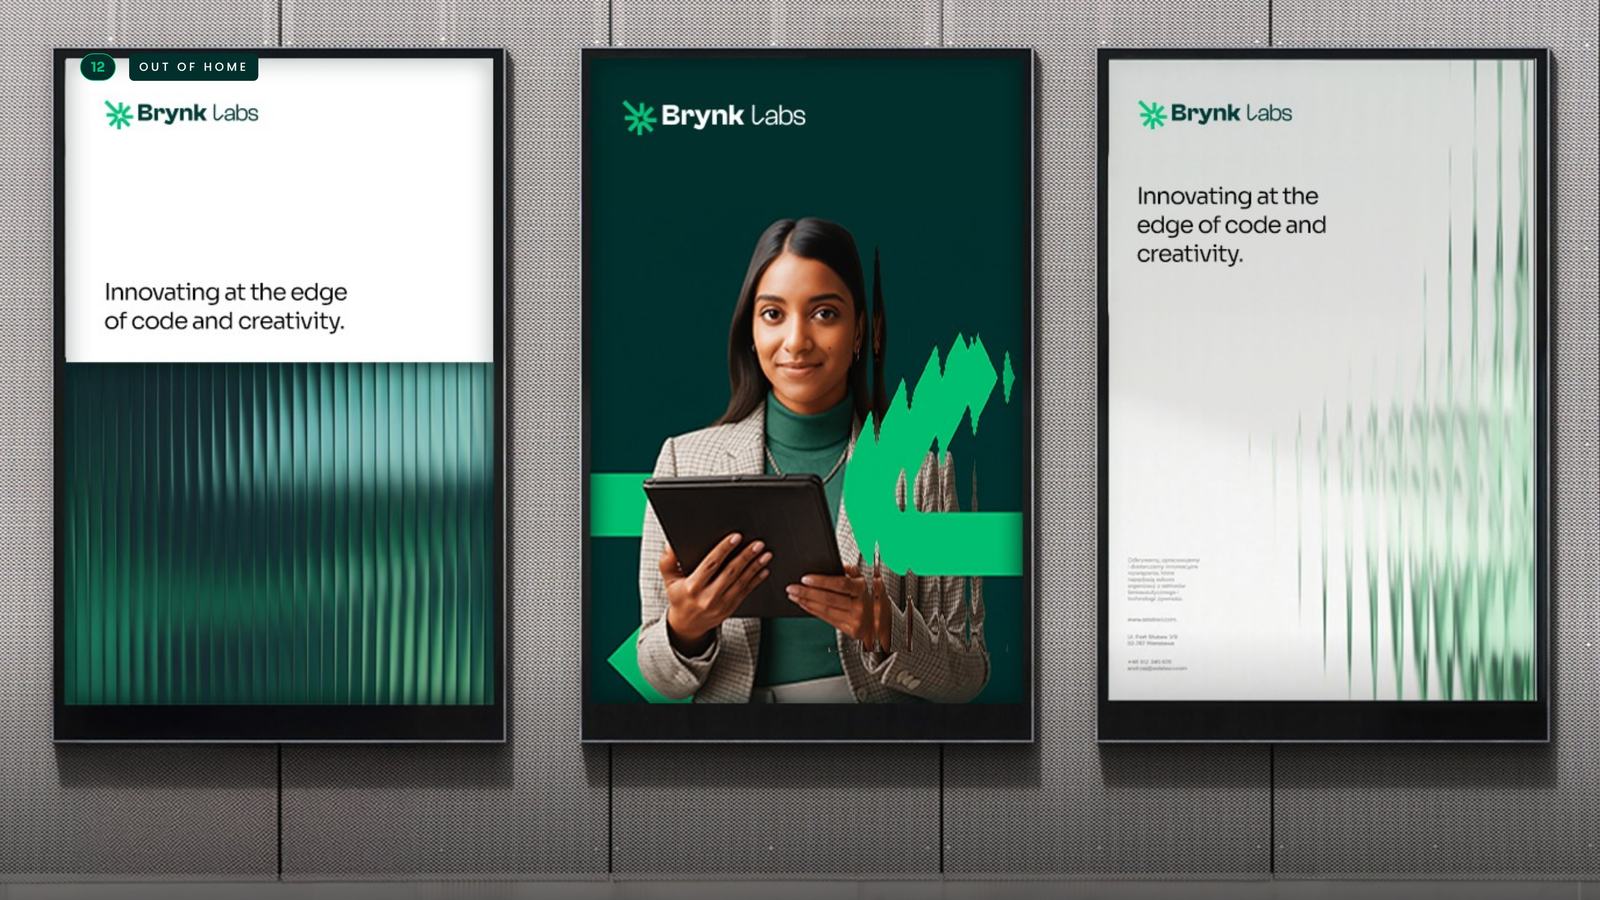 12
OUT OF HOME
Brynk Labs
Innovating at the edge
of code and creativity.
Brynk Labs
Brynk Labs
Innovating at the
edge of code and
creativity.